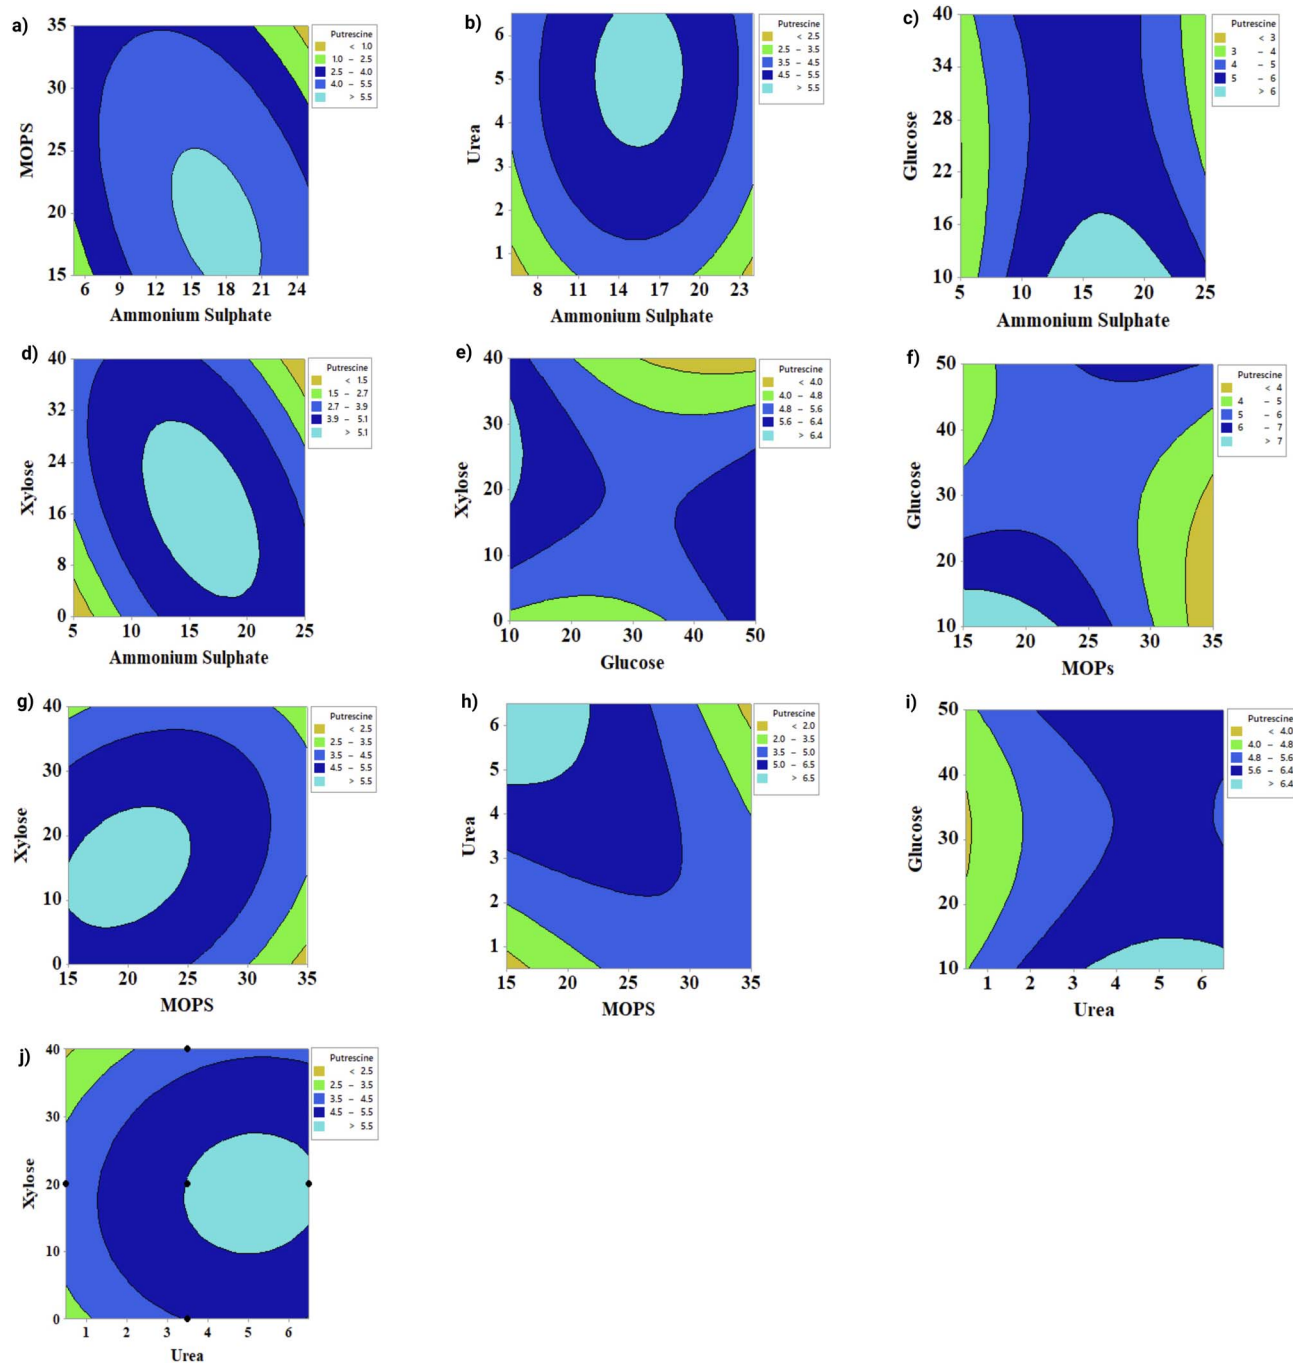 a)
MOPS
35
30
25
20
15
6 9 12 15 18 21 24
Ammonium Sulphate
Putrescine
< 1.0
1.0 – 2.5
2.5 – 4.0
4.0 – 5.5
> 5.5
b)
Urea
6
5
4
3
2
1
8 11 14 17 20 23
Ammonium Sulphate
Putrescine
< 2.5
2.5 – 3.5
3.5 – 4.5
4.5 – 5.5
> 5.5
c)
Glucose
40
34
28
22
16
10
5 10 15 20 25
Ammonium Sulphate
Putrescine
< 3
3 – 4
4 – 5
5 – 6
> 6
d)
Xylose
40
32
24
16
8
0
5 10 15 20 25
Ammonium Sulphate
Putrescine
< 1.5
1.5 – 2.7
2.7 – 3.9
3.9 – 5.1
> 5.1
e)
Xylose
40
30
20
10
0
10 20 30 40 50
Glucose
Putrescine
< 4.0
4.0 – 4.8
4.8 – 5.6
5.6 – 6.4
> 6.4
f)
Glucose
50
40
30
20
10
15 20 25 30 35
MOPs
Putrescine
< 4
4 – 5
5 – 6
6 – 7
> 7
g)
Xylose
40
30
20
10
0
15 20 25 30 35
MOPS
Putrescine
< 2.5
2.5 – 3.5
3.5 – 4.5
4.5 – 5.5
> 5.5
h)
Urea
6
5
4
3
2
1
15 20 25 30 35
MOPS
Putrescine
< 2.0
2.0 – 3.5
3.5 – 5.0
5.0 – 6.5
> 6.5
i)
Glucose
50
40
30
20
10
1 2 3 4 5 6
Urea
Putrescine
< 4.0
4.0 – 4.8
4.8 – 5.6
5.6 – 6.4
> 6.4
j)
Xylose
40
30
20
10
0
1 2 3 4 5 6
Urea
Putrescine
< 2.5
2.5 – 3.5
3.5 – 4.5
4.5 – 5.5
> 5.5